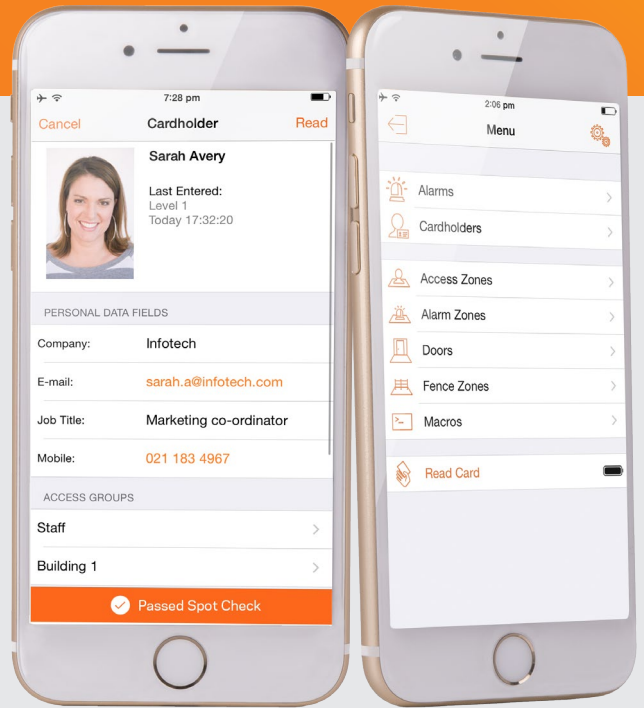 7:28 pm
Cancel Cardholder Read
Sarah Avery
Last Entered:
Level 1
Today 17:32:20
PERSONAL DATA FIELDS
Company: Infotech
E-mail: sarah.a@infotech.com
Job Title: Marketing co-ordinator
Mobile: 021 183 4967
ACCESS GROUPS
Staff
Building 1
Passed Spot Check
2:06 pm
Menu
Alarms
Cardholders
Access Zones
Alarm Zones
Doors
Fence Zones
Macros
Read Card